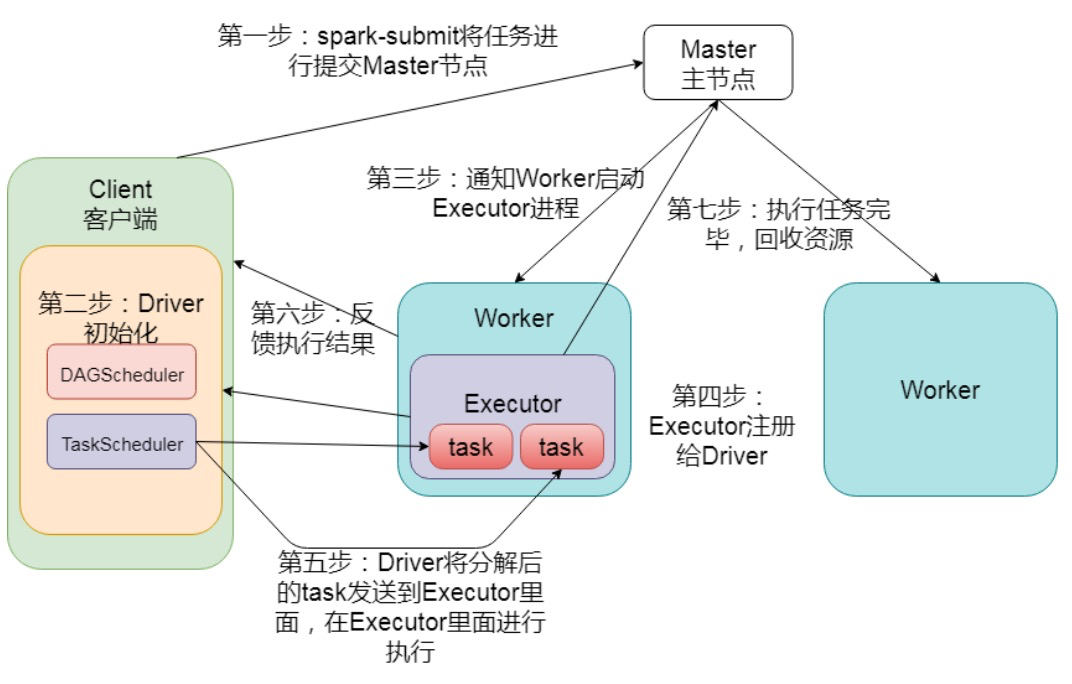 第一步：spark-submit将任务进
行提交Master节点
Master
主节点
Client
客户端
第三步：通知Worker启动
Executor进程
第七步：执行任务完
毕，回收资源
第二步：Driver
初始化
第六步：反
馈执行结果
DAGScheduler
TaskScheduler
Worker
Executor
task
task
第四步：
Executor注册
给Driver
Worker
第五步：Driver将分解后
的task发送到Executor里
面，在Executor里面进行
执行